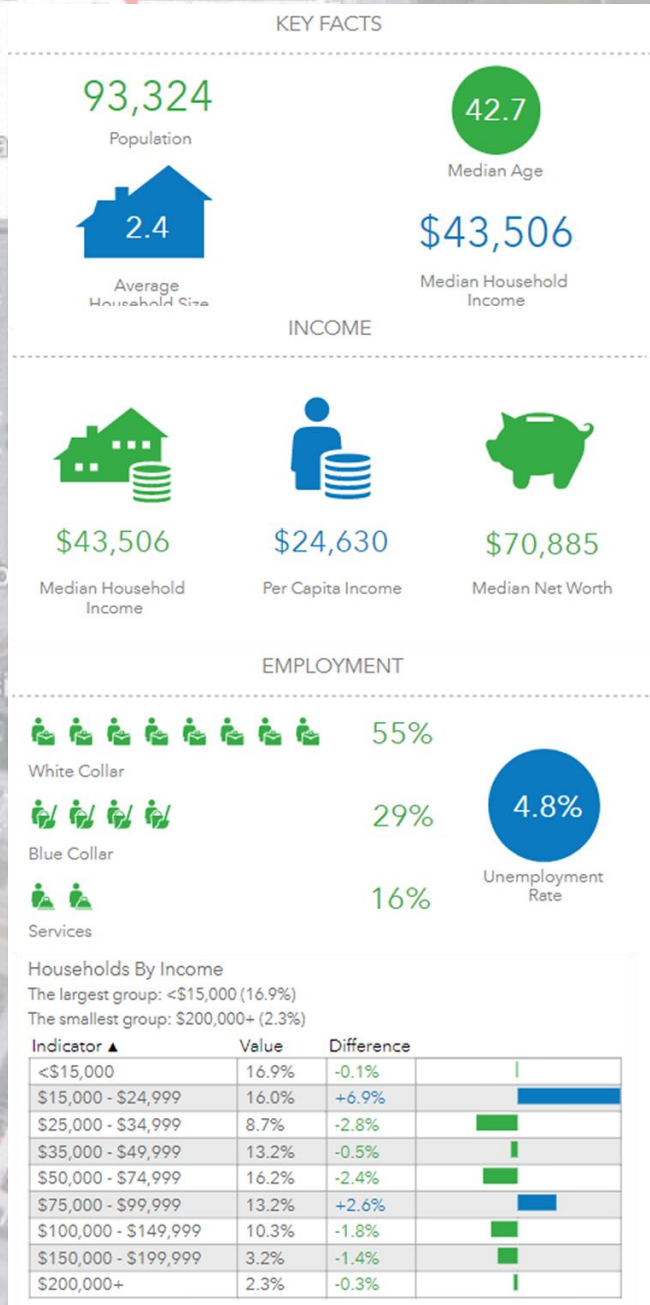 KEY FACTS
93,324
Population
42.7
Median Age
2.4
Average
Household Size
$43,506
Median Household
Income
INCOME
$43,506
Median Household
Income
$24,630
Per Capita Income
$70,885
Median Net Worth
EMPLOYMENT
55%
White Collar
29%
Blue Collar
16%
Services
4.8%
Unemployment
Rate
Households By Income
The largest group: <$15,000 (16.9%)
The smallest group: $200,000+ (2.3%)
Indicator ▲ Value Difference
<$15,000 16.9% -0.1%
$15,000 - $24,999 16.0% +6.9%
$25,000 - $34,999 8.7% -2.8%
$35,000 - $49,999 13.2% -0.5%
$50,000 - $74,999 16.2% -2.4%
$75,000 - $99,999 13.2% +2.6%
$100,000 - $149,999 10.3% -1.8%
$150,000 - $199,999 3.2% -1.4%
$200,000+ 2.3% -0.3%